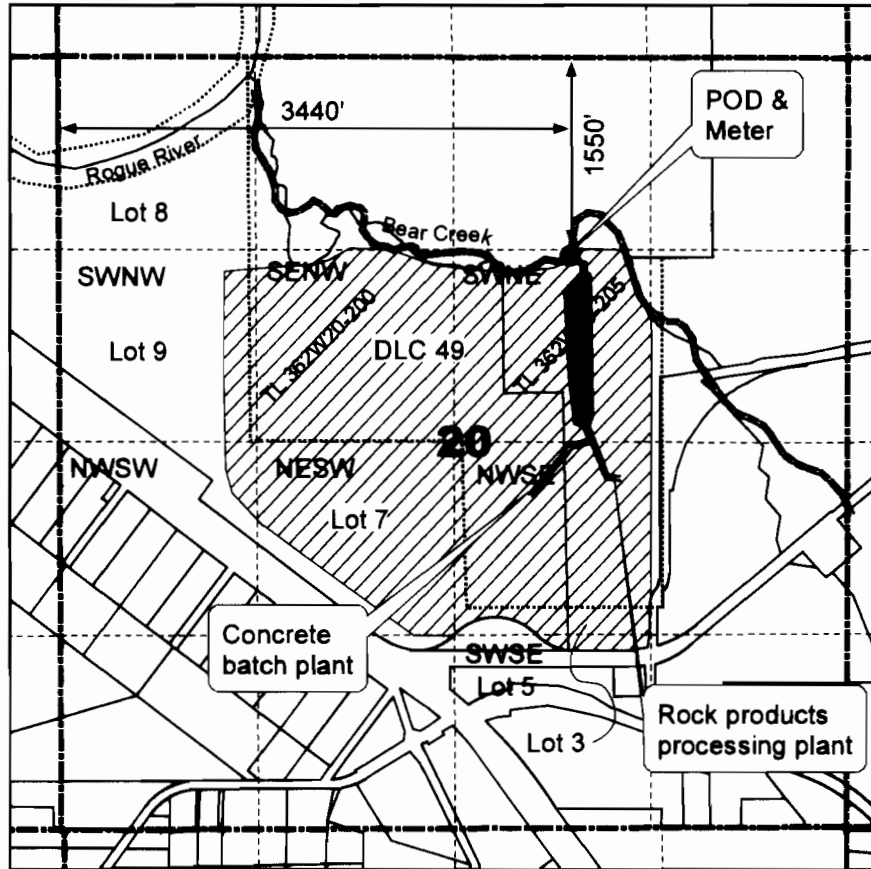 POD &
Meter
3440'
1550'
Rogue River
Lot 8
Bear Creek
SWNW
SENW
SWNE
TL 362W20-200
DLC 49
Lot 9
20
NWSW
NESW
NWSE
Lot 7
Concrete
batch plant
SWSE
Lot 5
Lot 3
Rock products
processing plant